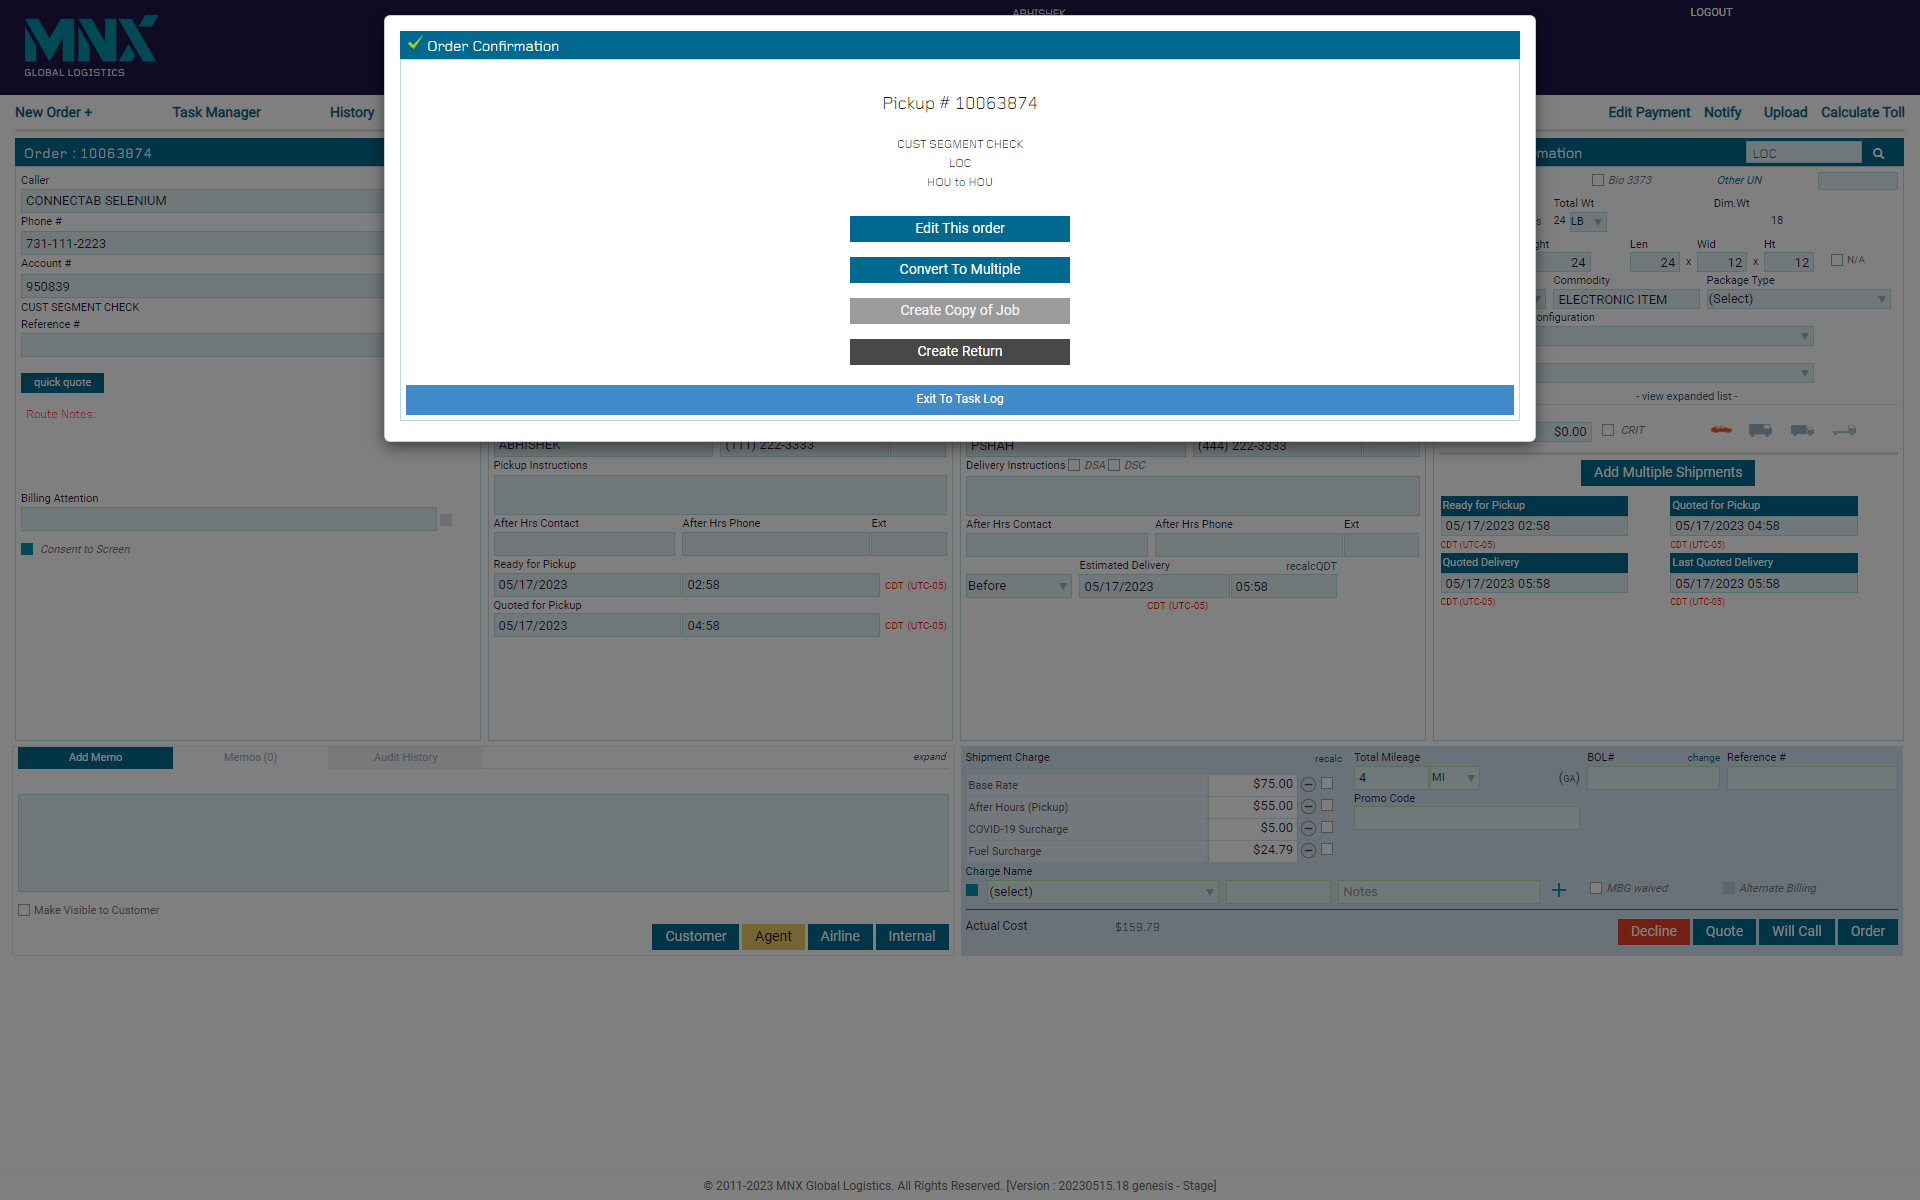 MNX
GLOBAL LOGISTICS
ABHISHEK
LOGOUT
New Order +
Task Manager
History
Edit Payment
Notify
Upload
Calculate Toll
Order Confirmation
Pickup # 10063874
CUST SEGMENT CHECK
LOC
HOU to HOU
Edit This order
Convert To Multiple
Create Copy of Job
Create Return
Exit To Task Log
Order : 10063874
Caller
CONNECTAB SELENIUM
Phone #
731-111-2223
Account #
950839
CUST SEGMENT CHECK
Reference #
quick quote
Route Notes:
Billing Attention
Consent to Screen
ABHISHEK (111) 222-3333
Pickup Instructions
After Hrs Contact After Hrs Phone Ext
Ready for Pickup
05/17/2023 02:58 CDT (UTC-05)
Quoted for Pickup
05/17/2023 04:58 CDT (UTC-05)
PSHAH (444) 222-3333
Delivery Instructions DSA DSC
After Hrs Contact After Hrs Phone Ext
Estimated Delivery recalcQDT
Before 05/17/2023 05:58
CDT (UTC-05)
mation LOC
Bio 3373 Other UN
Total Wt Dim.Wt
s 24 LB 18
ght Len Wid Ht
24 24 x 12 x 12 N/A
Commodity Package Type
ELECTRONIC ITEM (Select)
onfiguration
- view expanded list -
$0.00 CRIT
Add Multiple Shipments
Ready for Pickup Quoted for Pickup
05/17/2023 02:58 05/17/2023 04:58
CDT (UTC-05) CDT (UTC-05)
Quoted Delivery Last Quoted Delivery
05/17/2023 05:58 05/17/2023 05:58
CDT (UTC-05) CDT (UTC-05)
Add Memo Memos (0) Audit History expand
Make Visible to Customer
Customer Agent Airline Internal
Shipment Charge recalc
Base Rate $75.00
After Hours (Pickup) $55.00
COVID-19 Surcharge $5.00
Fuel Surcharge $24.79
Charge Name
(select) Notes
Total Mileage
4 MI (GA)
Promo Code
BOL# change Reference #
MBG waived Alternate Billing
Actual Cost $159.79
Decline Quote Will Call Order
© 2011-2023 MNX Global Logistics. All Rights Reserved. [Version : 20230515.18 genesis - Stage]